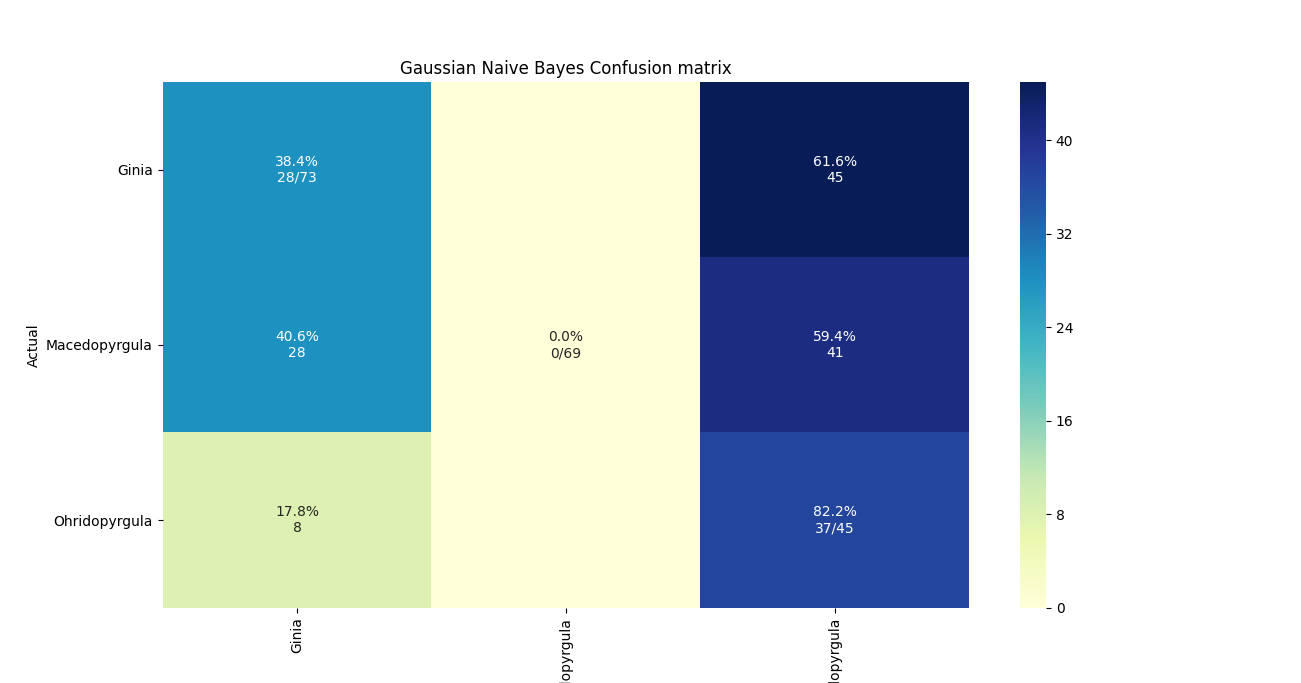 Gaussian Naive Bayes Confusion matrix
Actual
Ginia
38.4%
28/73
61.6%
45
Macedopyrgula
40.6%
28
0.0%
0/69
59.4%
41
Ohridopyrgula
17.8%
8
82.2%
37/45
Ginia
lopyrgula
lopyrgula
40
32
24
16
8
0